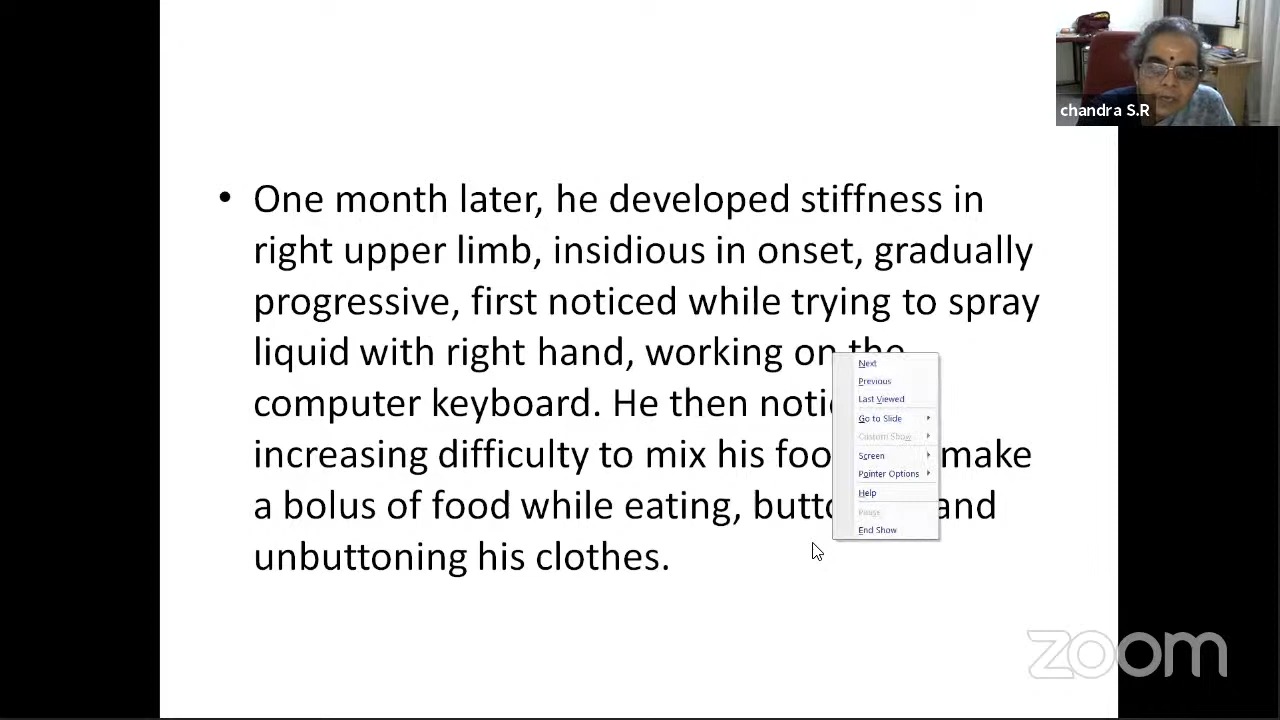 chandra S.R
• One month later, he developed stiffness in
right upper limb, insidious in onset, gradually
progressive, first noticed while trying to spray
liquid with right hand, working on the
computer keyboard. He then
increasing difficulty to mix his make
a bolus of food while eating, and
unbuttoning his clothes.
Next
Previous
Last Viewed
Go to Slide
Custom Show
Screen
Pointer Options
Help
Pause
End Show
zoom